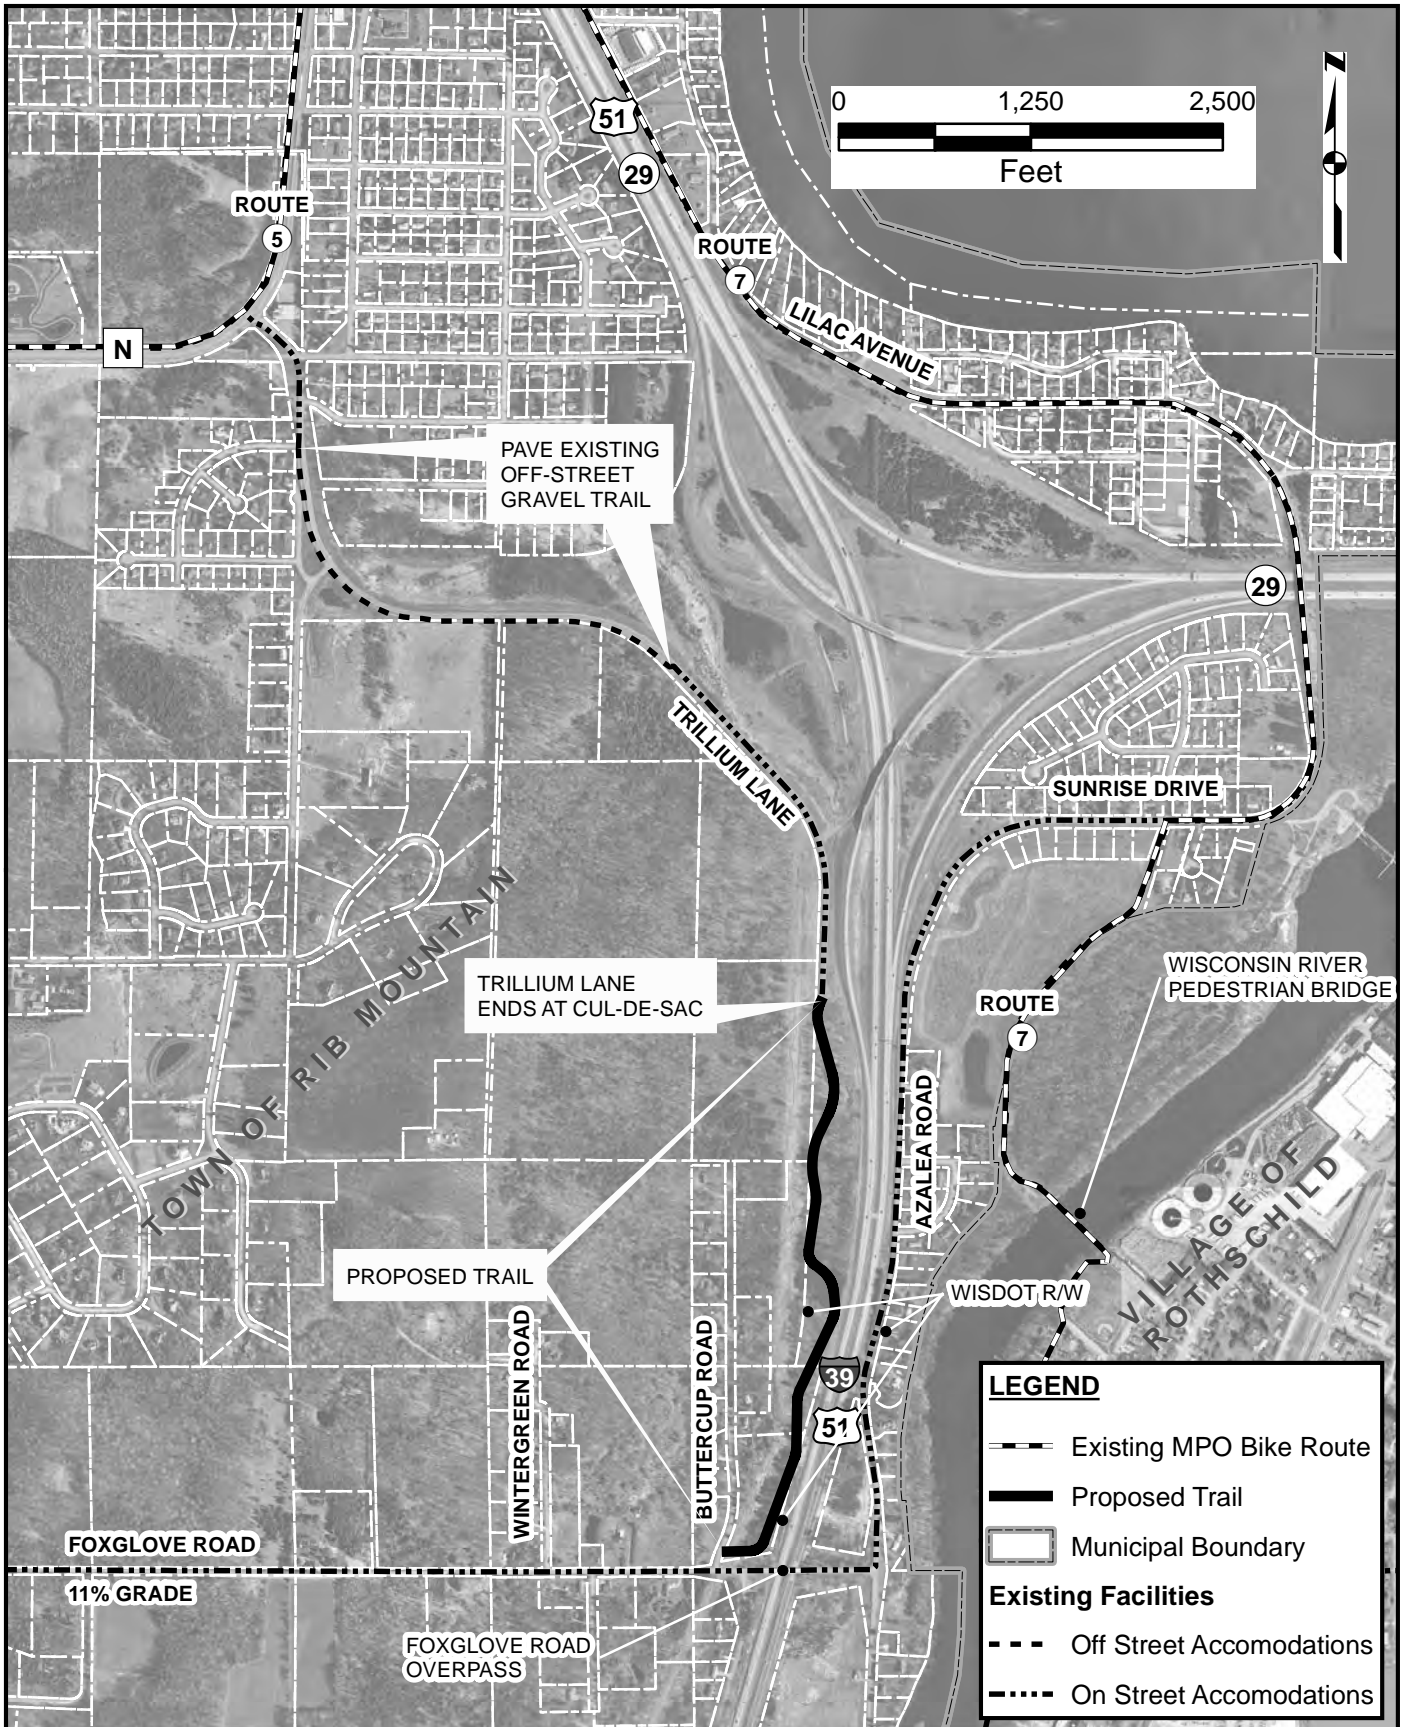 0 1,250 2,500
Feet
N
51
29
ROUTE
5
ROUTE
7
LILAC AVENUE
N
PAVE EXISTING
OFF-STREET
GRAVEL TRAIL
29
TRILLIUM LANE
SUNRISE DRIVE
TOWN OF RIB MOUNTAIN
TRILLIUM LANE
ENDS AT CUL-DE-SAC
WISCONSIN RIVER
PEDESTRIAN BRIDGE
ROUTE
7
AZALEA ROAD
VILLAGE OF
ROTHSCHILD
PROPOSED TRAIL
WISDOT R/W
WINTERGREEN ROAD
BUTTERCUP ROAD
39
51
FOXGLOVE ROAD
11% GRADE
FOXGLOVE ROAD
OVERPASS
LEGEND
Existing MPO Bike Route
Proposed Trail
Municipal Boundary
Existing Facilities
Off Street Accomodations
On Street Accomodations